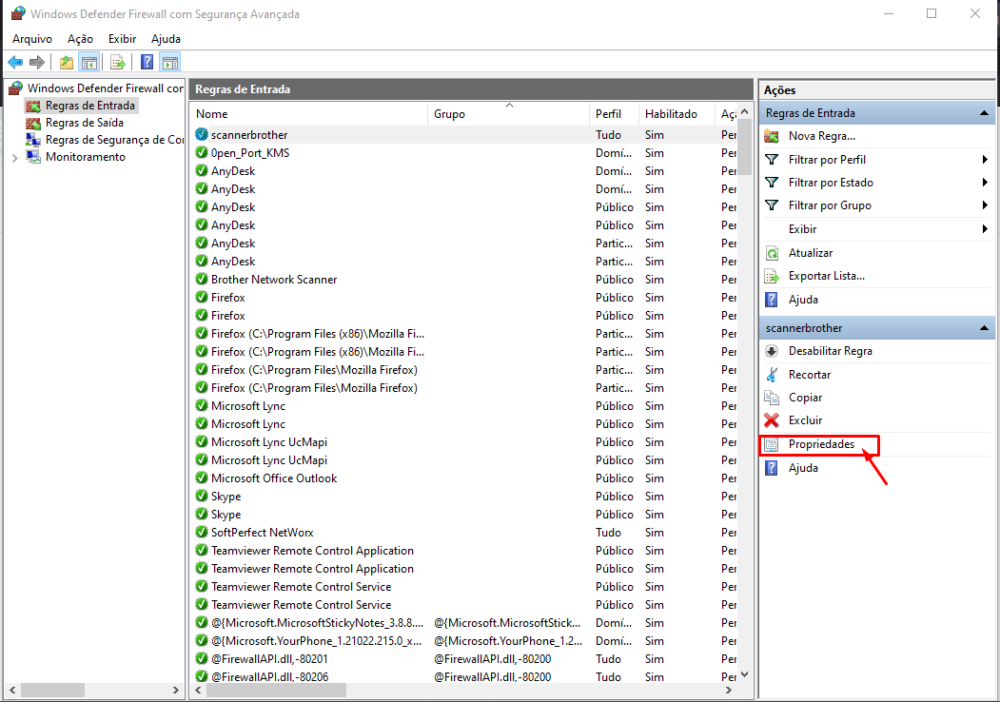 Windows Defender Firewall com Segurança Avançada
Arquivo Ação Exibir Ajuda
Windows Defender Firewall con
Regras de Entrada
Regras de Saída
Regras de Segurança de Co
Monitoramento
Regras de Entrada
Nome Grupo Perfil Habilitado Açã
scannerbrother Tudo Sim Per
0pen_Port_KMS Domí... Sim Per
AnyDesk Domí... Sim Per
AnyDesk Domí... Sim Per
AnyDesk Público Sim Per
AnyDesk Público Sim Per
AnyDesk Partic... Sim Per
AnyDesk Partic... Sim Per
Brother Network Scanner Público Sim Per
Firefox Público Sim Per
Firefox Público Sim Per
Firefox (C:\Program Files (x86)\Mozilla Fi... Partic... Sim Per
Firefox (C:\Program Files (x86)\Mozilla Fi... Partic... Sim Per
Firefox (C:\Program Files\Mozilla Firefox) Partic... Sim Per
Firefox (C:\Program Files\Mozilla Firefox) Partic... Sim Per
Microsoft Lync Público Sim Per
Microsoft Lync Público Sim Per
Microsoft Lync UcMapi Público Sim Per
Microsoft Lync UcMapi Público Sim Per
Microsoft Office Outlook Público Sim Per
Skype Público Sim Per
Skype Público Sim Per
SoftPerfect NetWorx Tudo Sim Per
Teamviewer Remote Control Application Público Sim Per
Teamviewer Remote Control Application Público Sim Per
Teamviewer Remote Control Service Público Sim Per
Teamviewer Remote Control Service Público Sim Per
@{Microsoft.MicrosoftStickyNotes_3.8.8.... @{Microsoft.MicrosoftStick... Domí... Sim Per
@{Microsoft.YourPhone_1.21022.215.0_x... @{Microsoft.YourPhone_1.2... Domí... Sim Per
@FirewallAPI.dll,-80201 @FirewallAPI.dll,-80200 Tudo Sim Per
@FirewallAPI.dll,-80206 @FirewallAPI.dll,-80200 Tudo Sim Per
Ações
Regras de Entrada
Nova Regra...
Filtrar por Perfil
Filtrar por Estado
Filtrar por Grupo
Exibir
Atualizar
Exportar Lista...
Ajuda
scannerbrother
Desabilitar Regra
Recortar
Copiar
Excluir
Propriedades
Ajuda